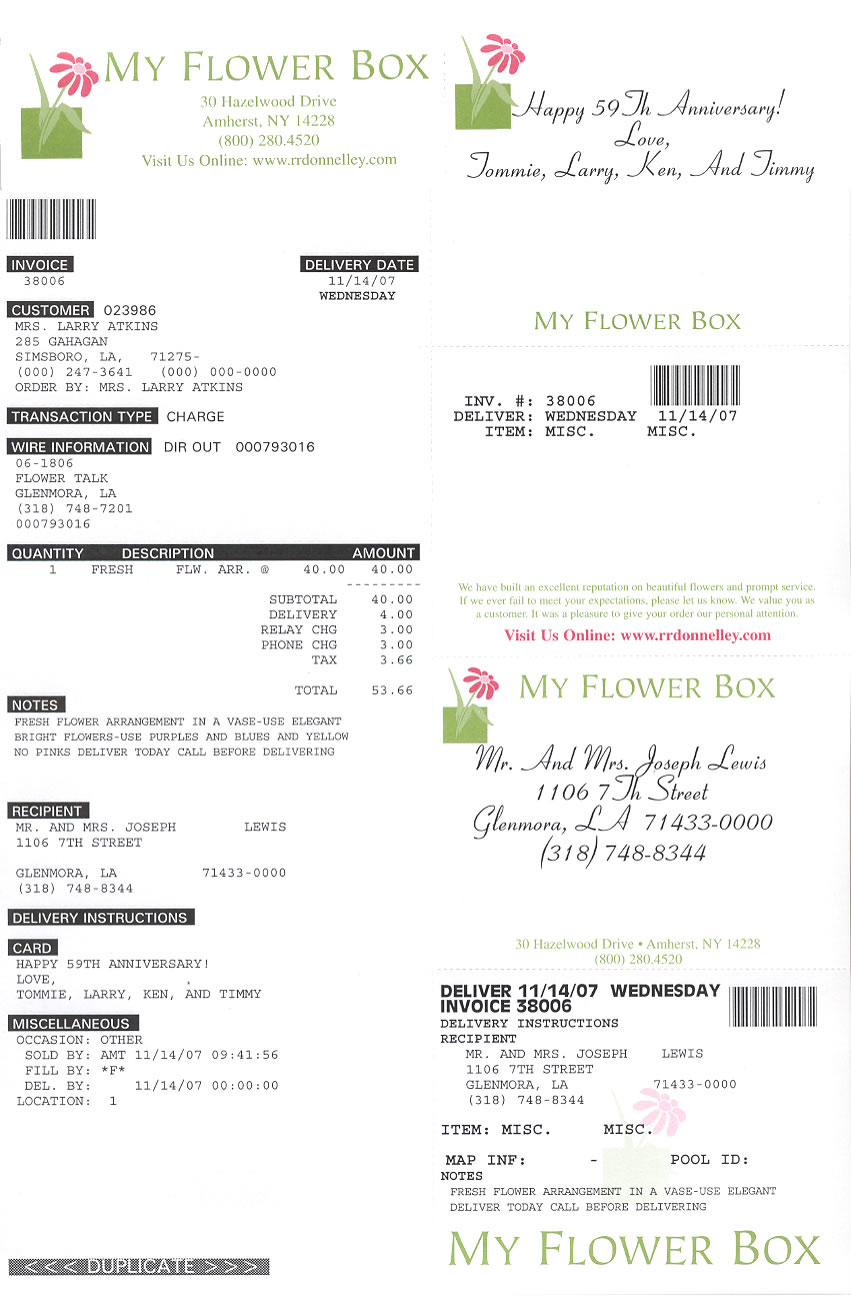 MY FLOWER BOX
30 Hazelwood Drive
Amherst, NY 14228
(800) 280.4520
Visit Us Online: www.rrdonnelley.com
INVOICE
38006
DELIVERY DATE
11/14/07
WEDNESDAY
CUSTOMER 023986
MRS. LARRY ATKINS
285 GAHAGAN
SIMSBORO, LA, 71275-
(000) 247-3641 (000) 000-0000
ORDER BY: MRS. LARRY ATKINS
TRANSACTION TYPE CHARGE
WIRE INFORMATION DIR OUT 000793016
06-1806
FLOWER TALK
GLENMORA, LA
(318) 748-7201
000793016
QUANTITY DESCRIPTION AMOUNT
1 FRESH FLW. ARR. @ 40.00 40.00
---------
SUBTOTAL 40.00
DELIVERY 4.00
RELAY CHG 3.00
PHONE CHG 3.00
TAX 3.66
TOTAL 53.66
NOTES
FRESH FLOWER ARRANGEMENT IN A VASE-USE ELEGANT
BRIGHT FLOWERS-USE PURPLES AND BLUES AND YELLOW
NO PINKS DELIVER TODAY CALL BEFORE DELIVERING
RECIPIENT
MR. AND MRS. JOSEPH LEWIS
1106 7TH STREET
GLENMORA, LA 71433-0000
(318) 748-8344
DELIVERY INSTRUCTIONS
CARD
HAPPY 59TH ANNIVERSARY!
LOVE,
TOMMIE, LARRY, KEN, AND TIMMY
MISCELLANEOUS
OCCASION: OTHER
SOLD BY: AMT 11/14/07 09:41:56
FILL BY: *F*
DEL. BY: 11/14/07 00:00:00
LOCATION: 1
<<< DUPLICATE >>>
Happy 59Th Anniversary!
Love,
Tommie, Larry, Ken, And Timmy
MY FLOWER BOX
INV. #: 38006
DELIVER: WEDNESDAY 11/14/07
ITEM: MISC. MISC.
We have built an excellent reputation on beautiful flowers and prompt service.
If we ever fail to meet your expectations, please let us know. We value you as
a customer. It was a pleasure to give your order our personal attention.
Visit Us Online: www.rrdonnelley.com
MY FLOWER BOX
Mr. And Mrs. Joseph Lewis
1106 7Th Street
Glenmora, LA 71433-0000
(318) 748-8344
30 Hazelwood Drive • Amherst, NY 14228
(800) 280.4520
DELIVER 11/14/07 WEDNESDAY
INVOICE 38006
DELIVERY INSTRUCTIONS
RECIPIENT
MR. AND MRS. JOSEPH LEWIS
1106 7TH STREET
GLENMORA, LA 71433-0000
(318) 748-8344
ITEM: MISC. MISC.
MAP INF: - POOL ID:
NOTES
FRESH FLOWER ARRANGEMENT IN A VASE-USE ELEGANT
DELIVER TODAY CALL BEFORE DELIVERING
MY FLOWER BOX